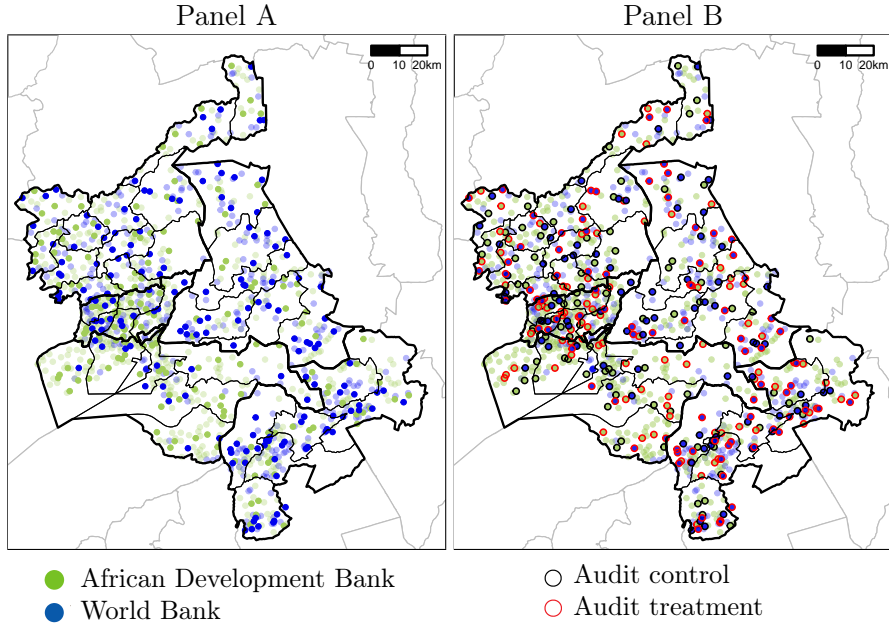 Panel A
Panel B
0 10 20km
0 10 20km
African Development Bank
World Bank
Audit control
Audit treatment